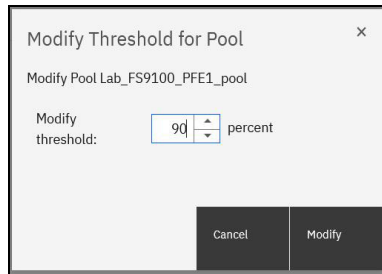 Modify Threshold for Pool
Modify Pool Lab_FS9100_PFE1_pool
Modify
threshold:
90 percent
Cancel Modify